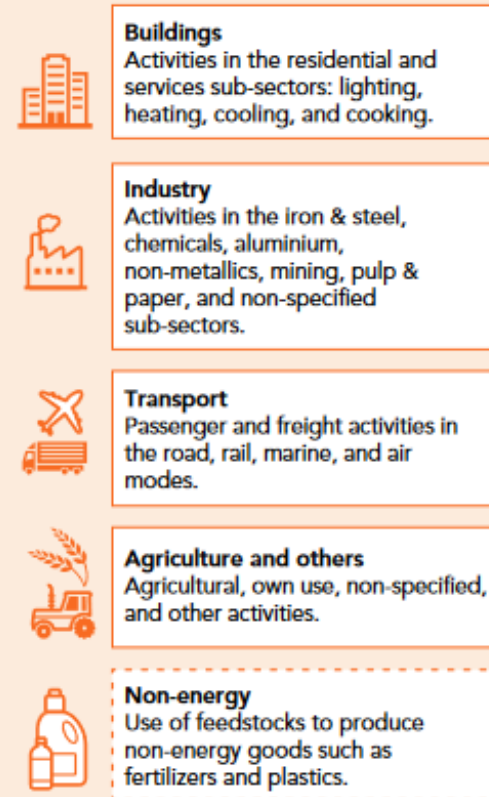 Buildings
Activities in the residential and
services sub-sectors: lighting,
heating, cooling, and cooking.
Industry
Activities in the iron & steel,
chemicals, aluminium,
non-metallics, mining, pulp &
paper, and non-specified
sub-sectors.
Transport
Passenger and freight activities in
the road, rail, marine, and air
modes.
Agriculture and others
Agricultural, own use, non-specified,
and other activities.
Non-energy
Use of feedstocks to produce
non-energy goods such as
fertilizers and plastics.